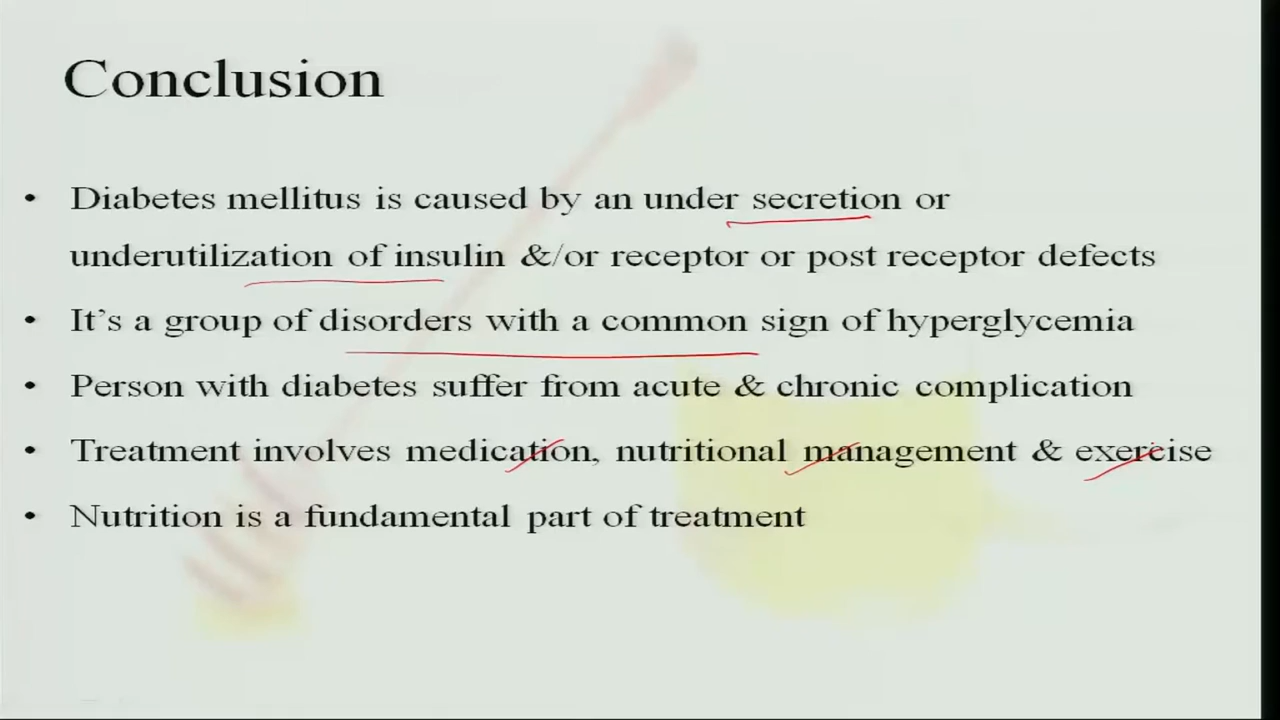 Conclusion
• Diabetes mellitus is caused by an under secretion or
underutilization of insulin &/or receptor or post receptor defects
• It's a group of disorders with a common sign of hyperglycemia
• Person with diabetes suffer from acute & chronic complication
• Treatment involves medication, nutritional management & exercise
• Nutrition is a fundamental part of treatment